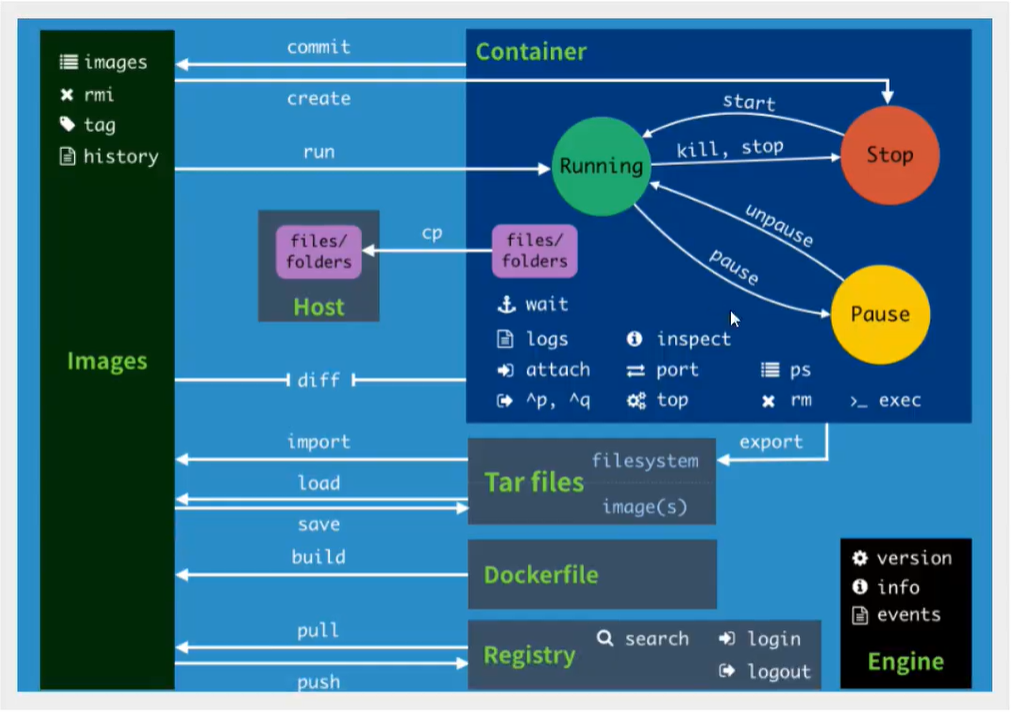 images
rmi
tag
history
Images
commit
create
run
cp
files/
folders
Host
diff
import
load
save
build
pull
push
Container
start
kill, stop
Running
Stop
unpause
pause
Pause
files/
folders
wait
logs
inspect
attach
port
ps
^p, ^q
top
rm
>_ exec
export
Tar files
filesystem
image(s)
Dockerfile
Registry
search
login
logout
version
info
events
Engine